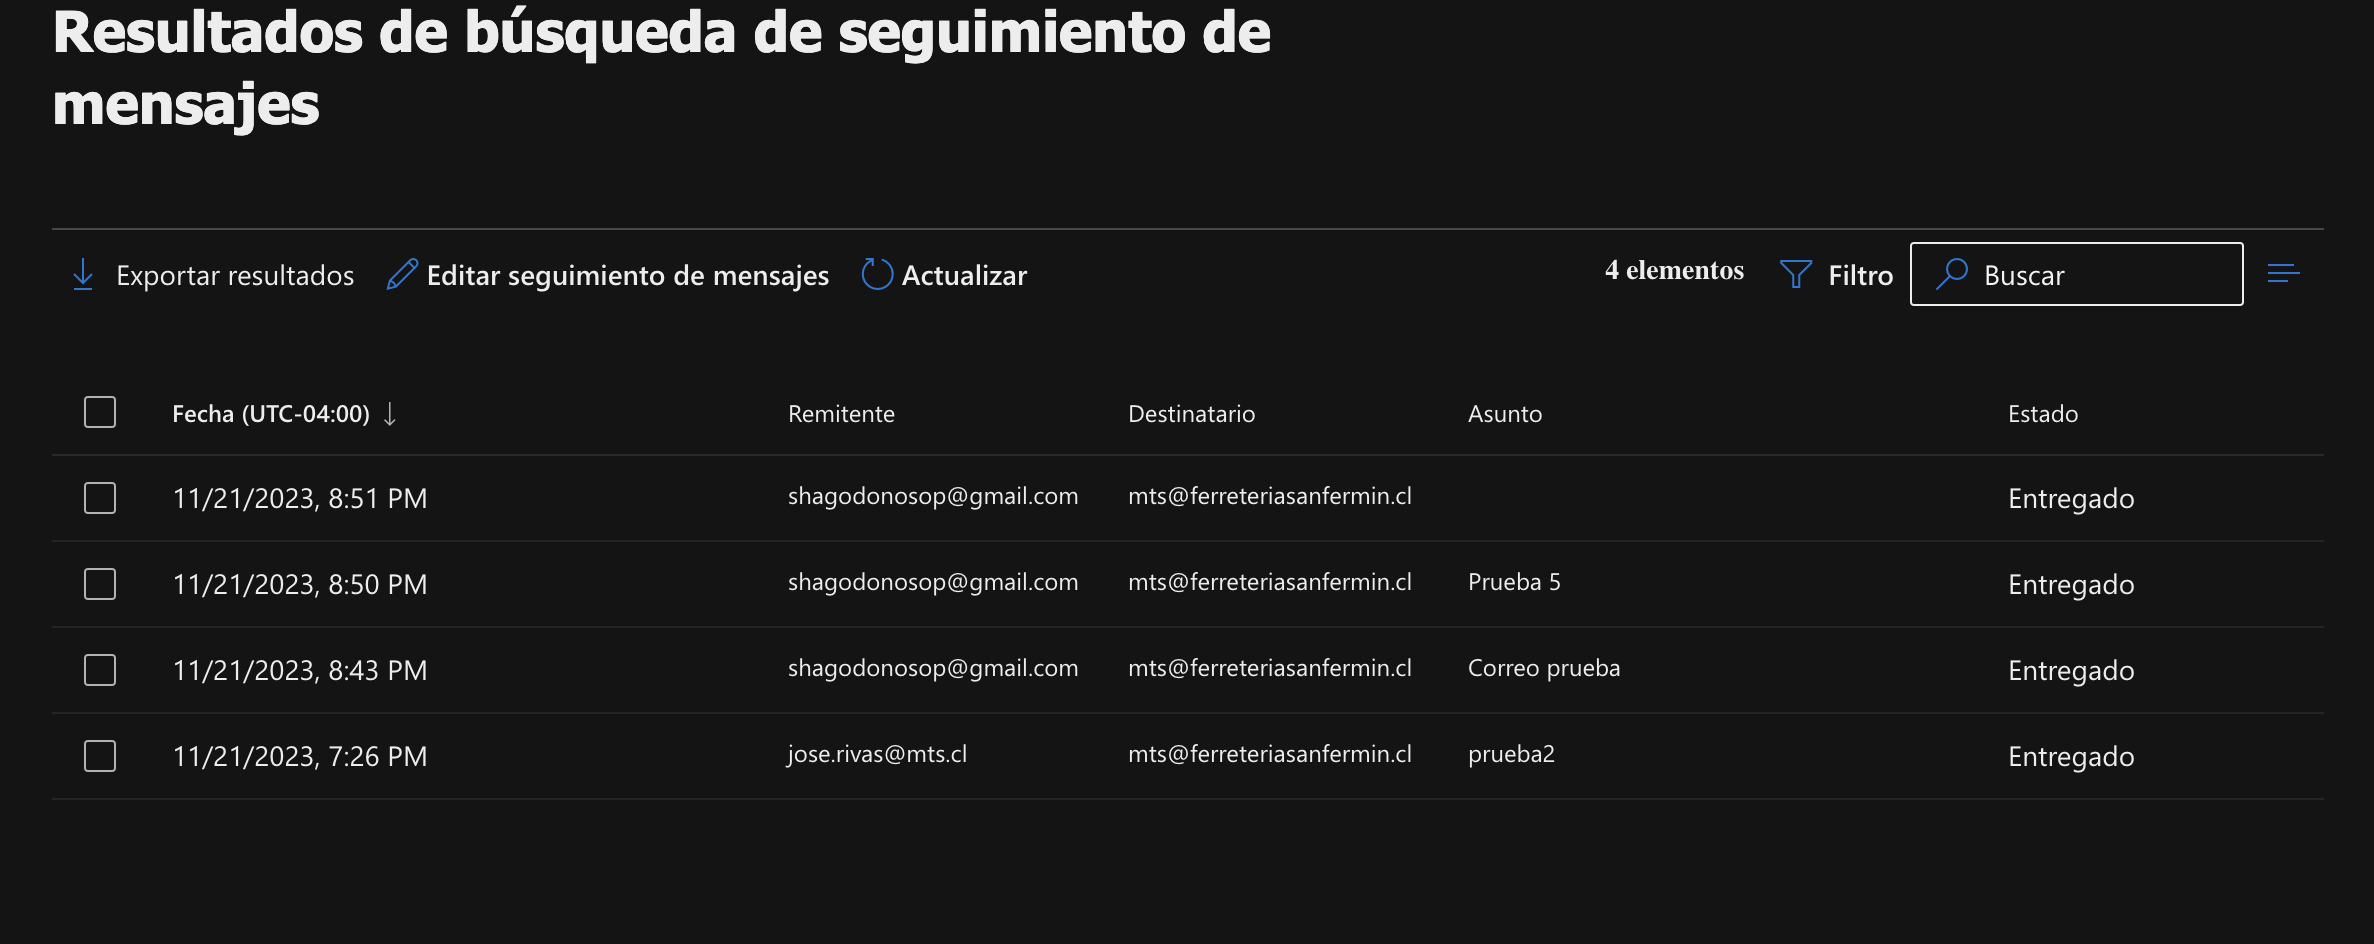 Resultados de búsqueda de seguimiento de
mensajes
Exportar resultados Editar seguimiento de mensajes Actualizar 4 elementos Filtro Buscar
Fecha (UTC-04:00) ↓ Remitente Destinatario Asunto Estado
11/21/2023, 8:51 PM shagodonosop@gmail.com mts@ferreteriasanfermin.cl Entregado
11/21/2023, 8:50 PM shagodonosop@gmail.com mts@ferreteriasanfermin.cl Prueba 5 Entregado
11/21/2023, 8:43 PM shagodonosop@gmail.com mts@ferreteriasanfermin.cl Correo prueba Entregado
11/21/2023, 7:26 PM jose.rivas@mts.cl mts@ferreteriasanfermin.cl prueba2 Entregado